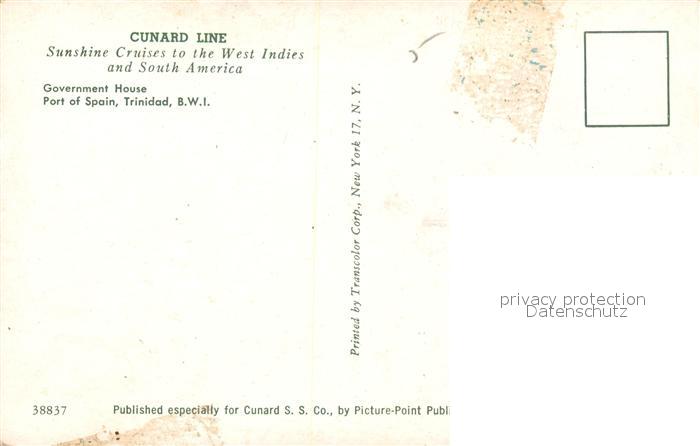 CUNARD LINE
Sunshine Cruises to the West Indies
and South America
Government House
Port of Spain, Trinidad, B.W.I.
Printed by Transcolor Corp., New York 17, N. Y.
privacy protection
Datenschutz
38837
Published especially for Cunard S. S. Co., by Picture-Point Publi